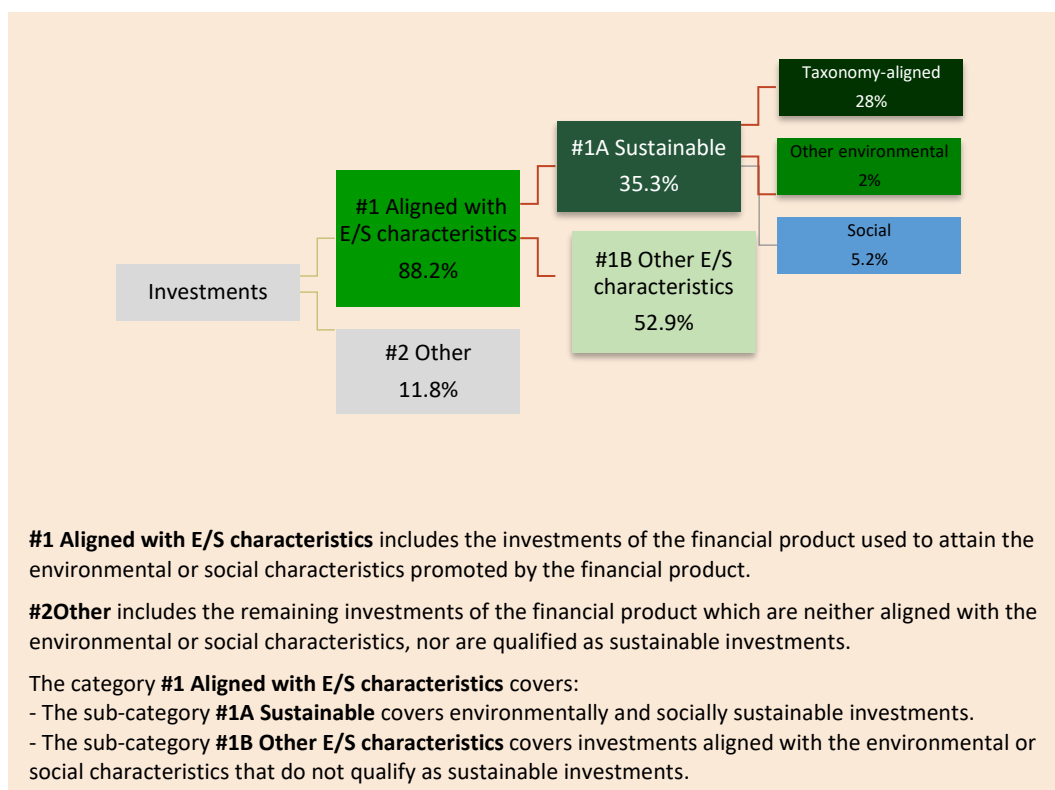 Taxonomy-aligned
28%
#1A Sustainable
35.3%
Other environmental
2%
#1 Aligned with
E/S characteristics
88.2%
Social
5.2%
#1B Other E/S
characteristics
52.9%
Investments
#2 Other
11.8%
#1 Aligned with E/S characteristics includes the investments of the financial product used to attain the
environmental or social characteristics promoted by the financial product.
#2Other includes the remaining investments of the financial product which are neither aligned with the
environmental or social characteristics, nor are qualified as sustainable investments.
The category #1 Aligned with E/S characteristics covers:
- The sub-category #1A Sustainable covers environmentally and socially sustainable investments.
- The sub-category #1B Other E/S characteristics covers investments aligned with the environmental or
social characteristics that do not qualify as sustainable investments.